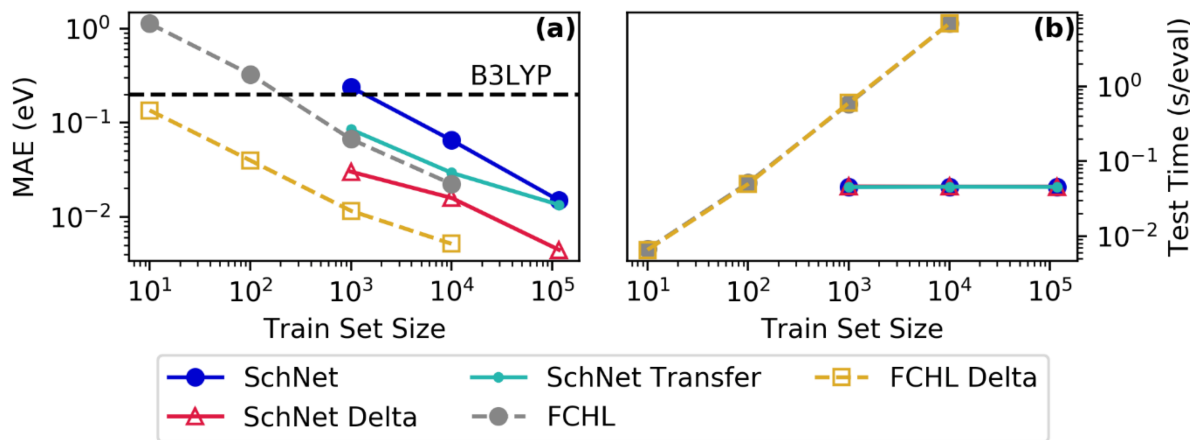 (a)
(b)
B3LYP
MAE (eV)
10⁰
10⁻¹
10⁻²
10¹ 10² 10³ 10⁴ 10⁵
Train Set Size
10¹ 10² 10³ 10⁴ 10⁵
Train Set Size
10⁰
10⁻¹
10⁻²
Test Time (s/eval)
SchNet
SchNet Delta
SchNet Transfer
FCHL
FCHL Delta